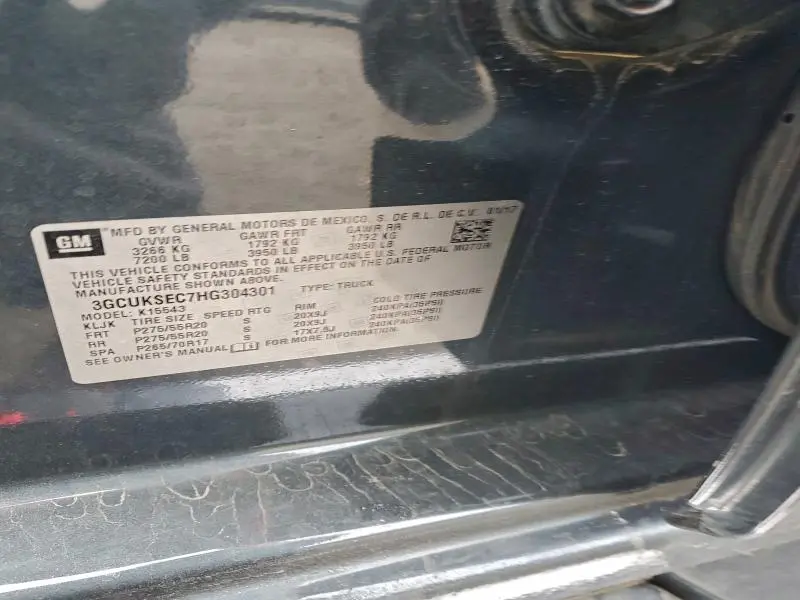 GM
MFD BY GENERAL MOTORS DE MEXICO, S. DE R.L. DE C.V. 01/17
GVWR GAWR FRT GAWR RR
3266 KG 1792 KG 1792 KG
7200 LB 3950 LB 3950 LB
THIS VEHICLE CONFORMS TO ALL APPLICABLE U.S. FEDERAL MOTOR
VEHICLE SAFETY STANDARDS IN EFFECT ON THE DATE OF
MANUFACTURE SHOWN ABOVE.
3GCUKSEC7HG304301 TYPE: TRUCK
MODEL: K15543
KLJK TIRE SIZE SPEED RTG RIM COLD TIRE PRESSURE
FRT P275/55R20 S 20X9J 240KPA(35PSI)
RR P275/55R20 S 20X9J 240KPA(35PSI)
SPA P265/70R17 S 17X7.5J 240KPA(35PSI)
SEE OWNER'S MANUAL FOR MORE INFORMATION.